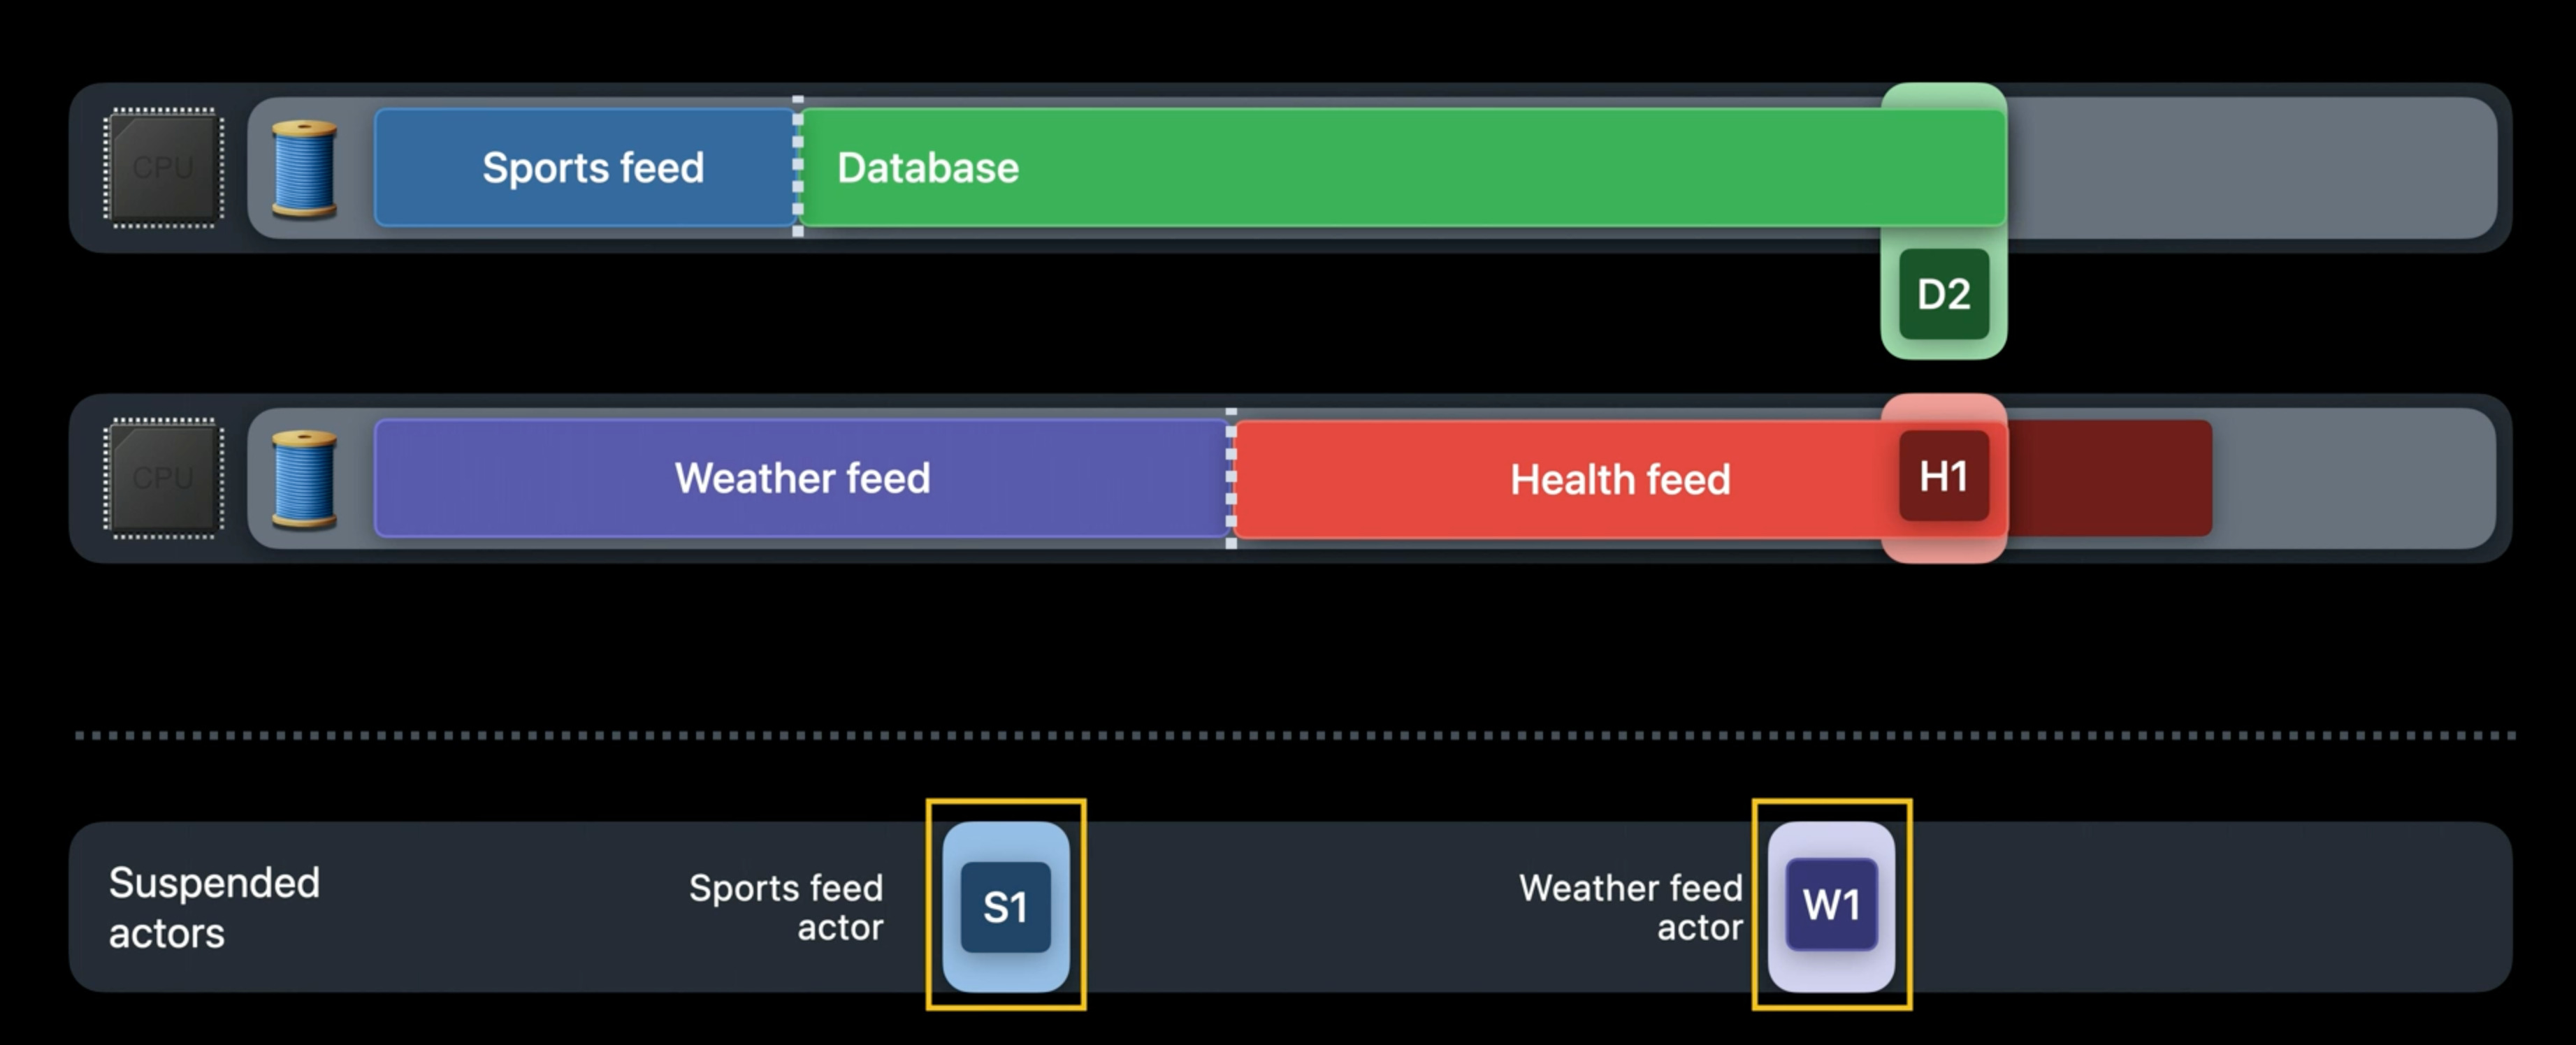 CPU
Sports feed
Database
D2
CPU
Weather feed
Health feed
H1
Suspended
actors
Sports feed
actor
S1
Weather feed
actor
W1